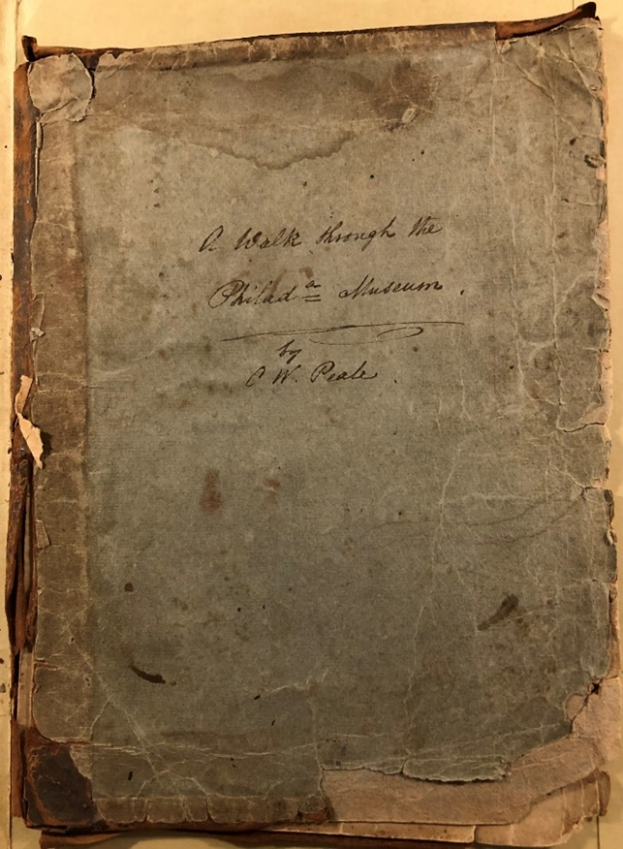 A Walk through the
Philadᵃ Museum.
by
C W. Peale.